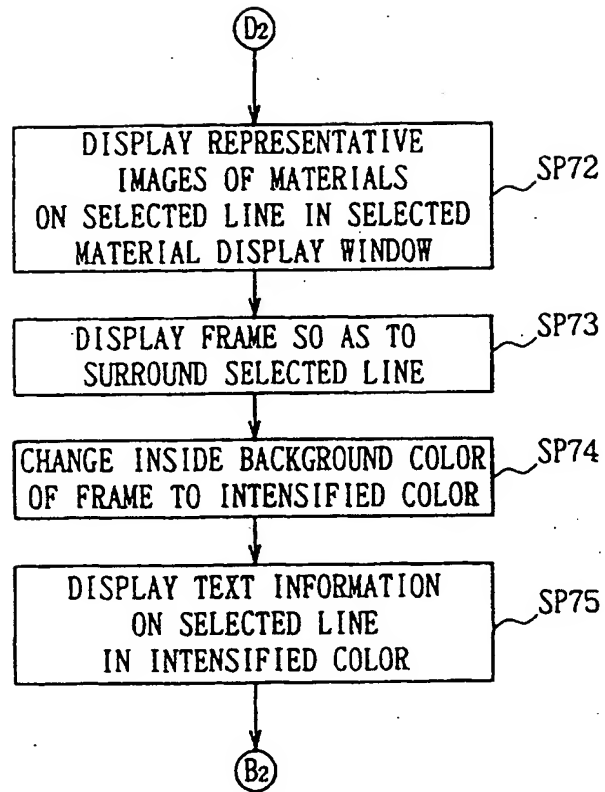 D2
DISPLAY REPRESENTATIVE
IMAGES OF MATERIALS
ON SELECTED LINE IN SELECTED
MATERIAL DISPLAY WINDOW
SP72
DISPLAY FRAME SO AS TO
SURROUND SELECTED LINE
SP73
CHANGE INSIDE BACKGROUND COLOR
OF FRAME TO INTENSIFIED COLOR
SP74
DISPLAY TEXT INFORMATION
ON SELECTED LINE
IN INTENSIFIED COLOR
SP75
B2